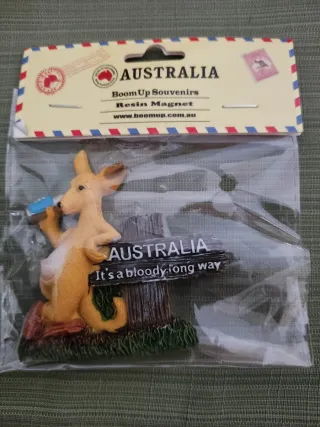 AUSTRALIA
BoomUp Souvenirs
Resin Magnet
www.boomup.com.au
AUSTRALIA
It's a bloody long way